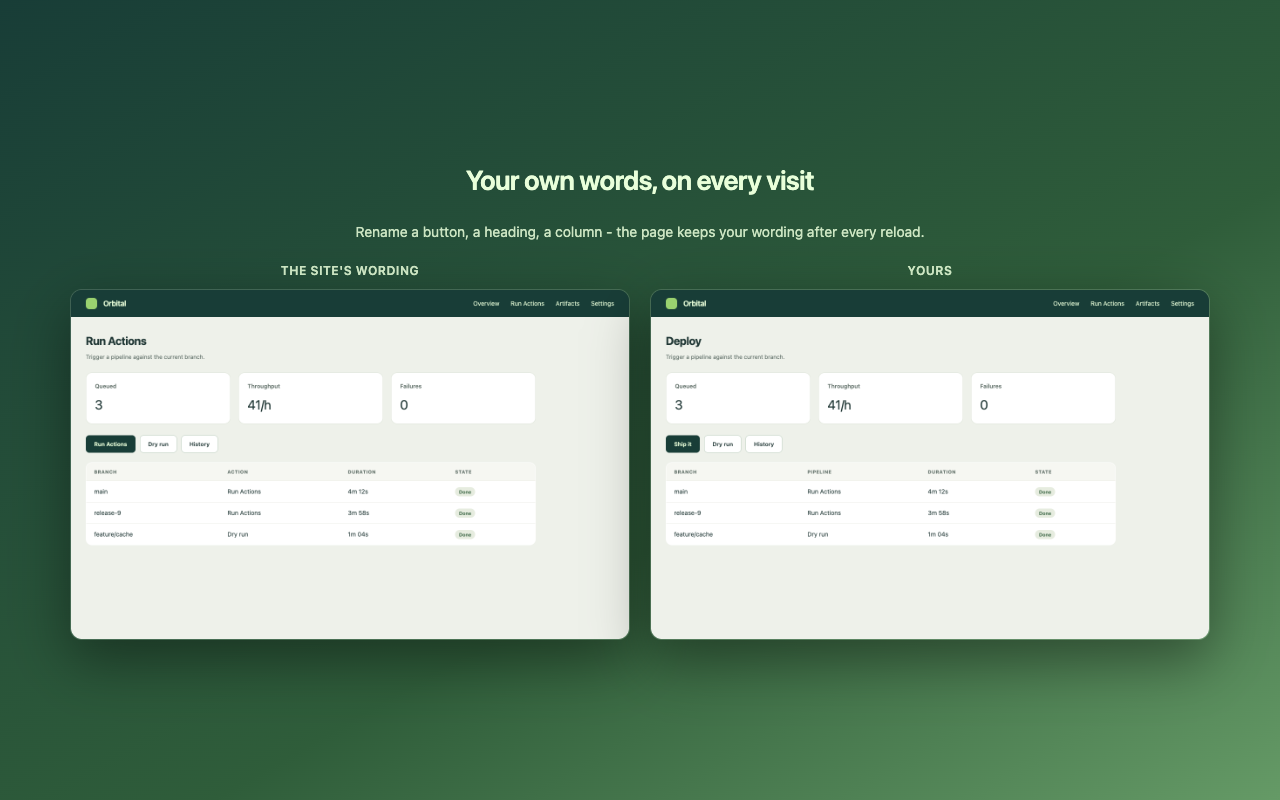 Your own words, on every visit
Rename a button, a heading, a column - the page keeps your wording after every reload.
THE SITE'S WORDING
Orbital
Overview Run Actions Artifacts Settings
Run Actions
Trigger a pipeline against the current branch.
Queued Throughput Failures
3 41/h 0
Run Actions Dry run History
BRANCH ACTION DURATION STATE
main Run Actions 4m 12s Done
release-9 Run Actions 3m 58s Done
feature/cache Dry run 1m 04s Done
YOURS
Orbital
Overview Run Actions Artifacts Settings
Deploy
Trigger a pipeline against the current branch.
Queued Throughput Failures
3 41/h 0
Ship it Dry run History
BRANCH PIPELINE DURATION STATE
main Run Actions 4m 12s Done
release-9 Run Actions 3m 58s Done
feature/cache Dry run 1m 04s Done